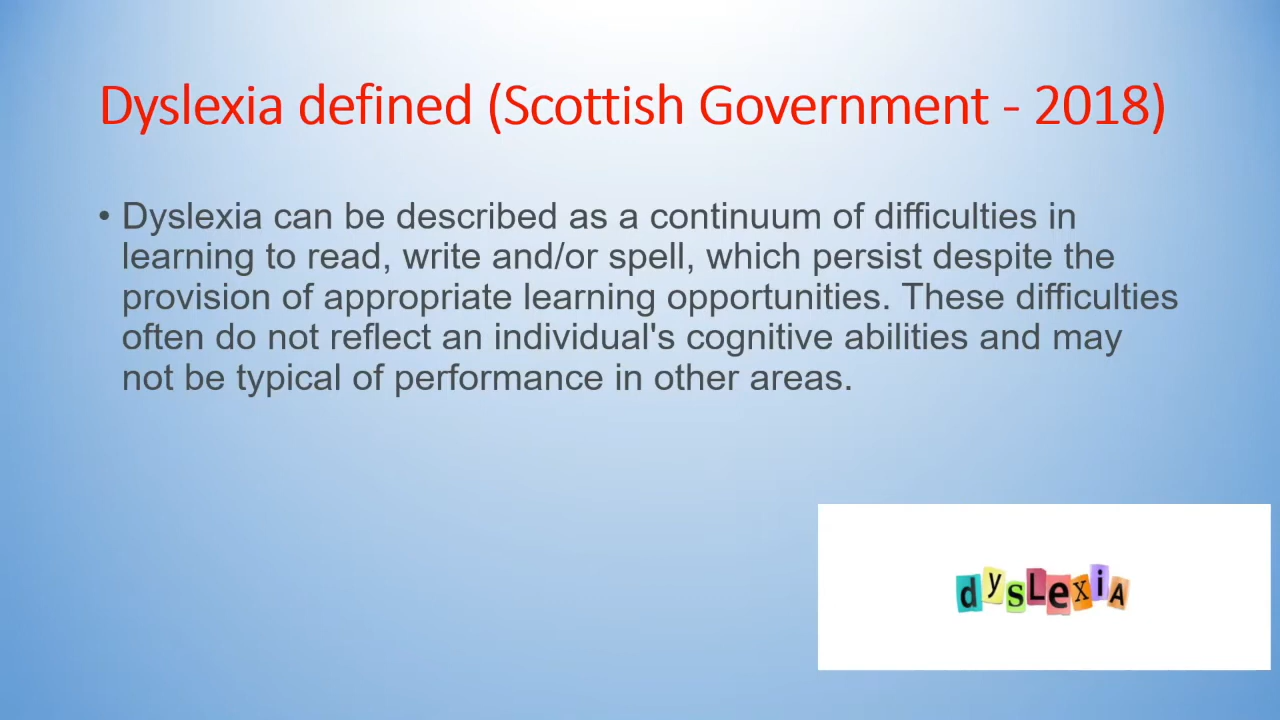 Dyslexia defined (Scottish Government - 2018)
• Dyslexia can be described as a continuum of difficulties in
learning to read, write and/or spell, which persist despite the
provision of appropriate learning opportunities. These difficulties
often do not reflect an individual's cognitive abilities and may
not be typical of performance in other areas.
dysLexiA